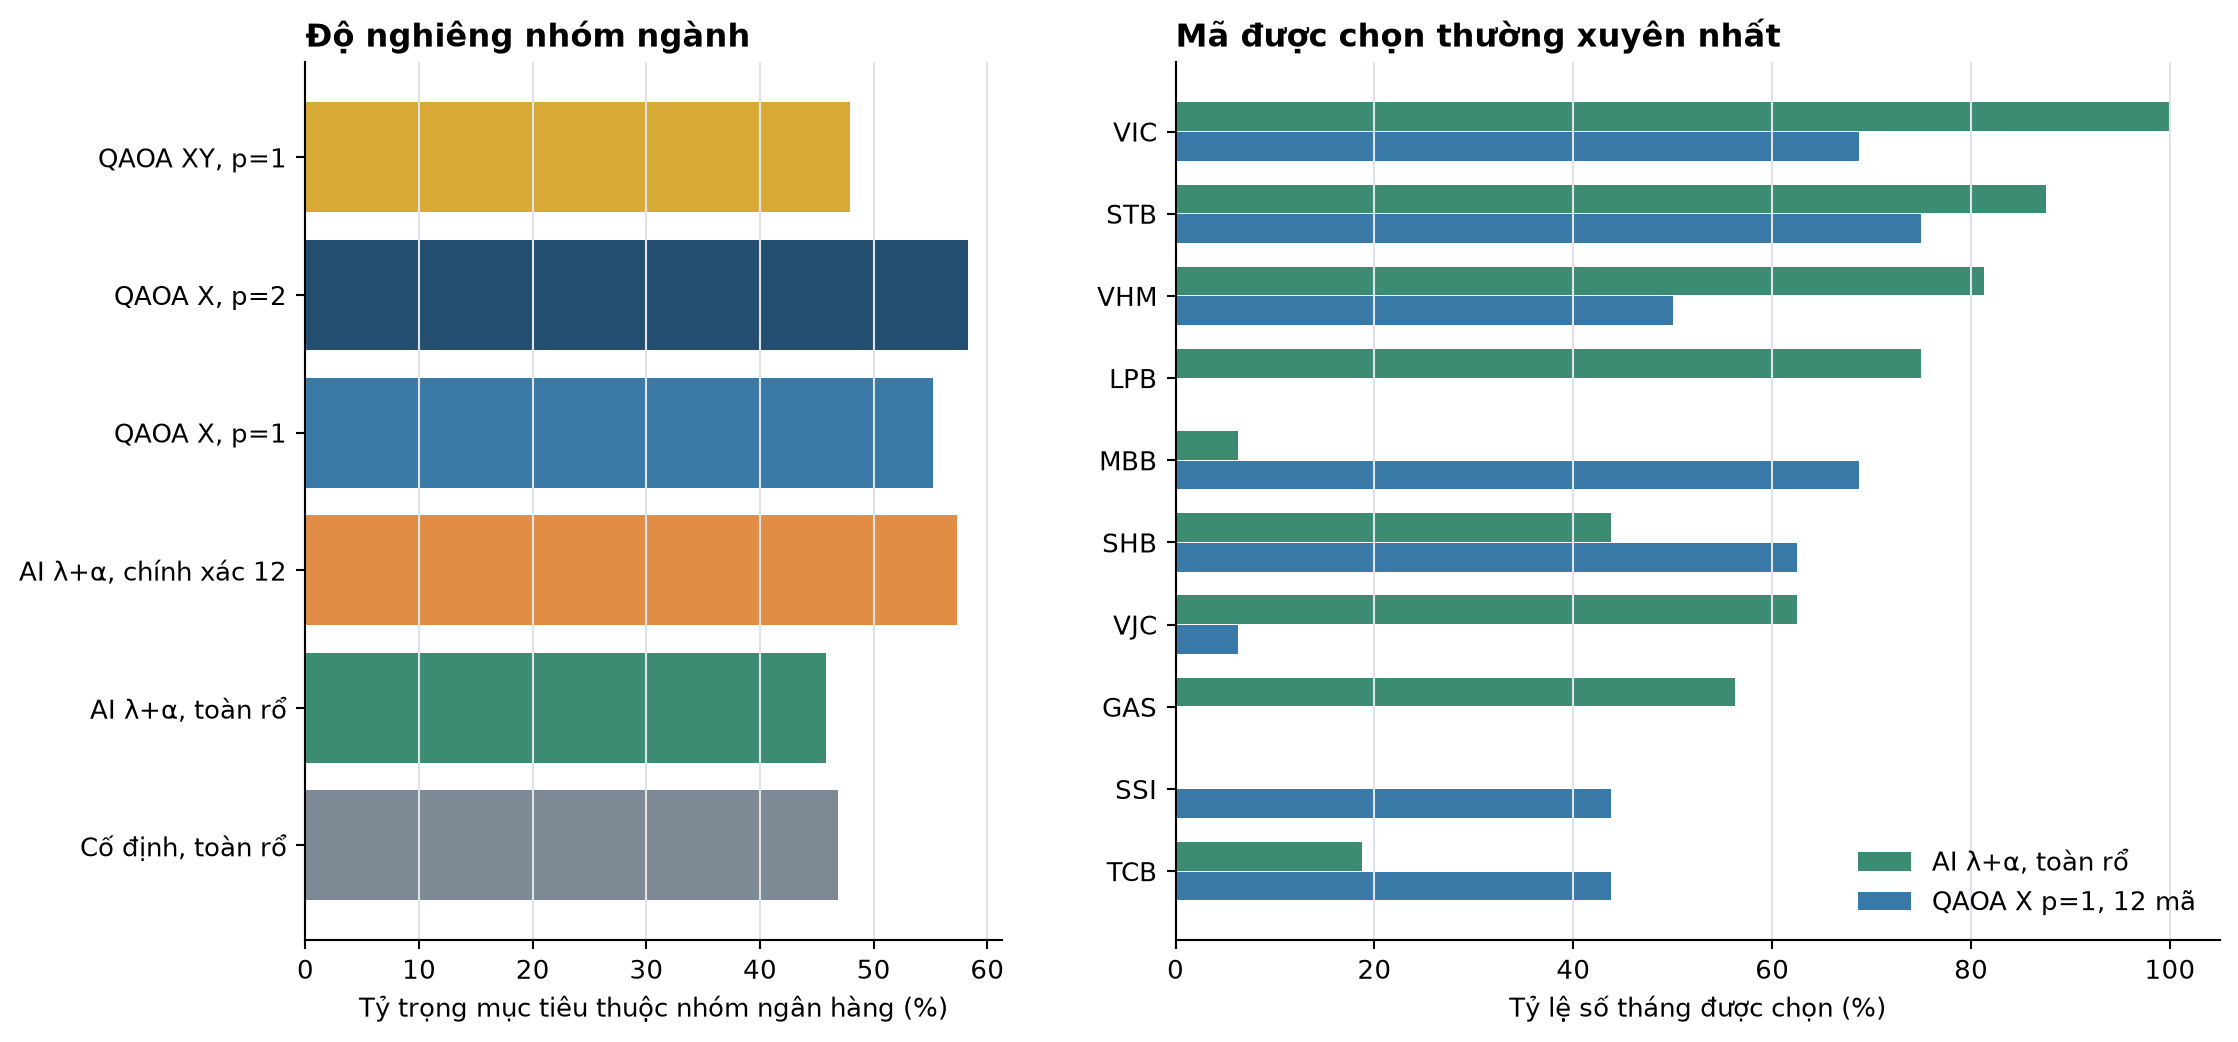 Độ nghiêng nhóm ngành
QAOA XY, p=1
QAOA X, p=2
QAOA X, p=1
AI λ+α, chính xác 12
AI λ+α, toàn rổ
Cố định, toàn rổ
0 10 20 30 40 50 60
Tỷ trọng mục tiêu thuộc nhóm ngân hàng (%)
Mã được chọn thường xuyên nhất
VIC
STB
VHM
LPB
MBB
SHB
VJC
GAS
SSI
TCB
AI λ+α, toàn rổ
QAOA X p=1, 12 mã
0 20 40 60 80 100
Tỷ lệ số tháng được chọn (%)